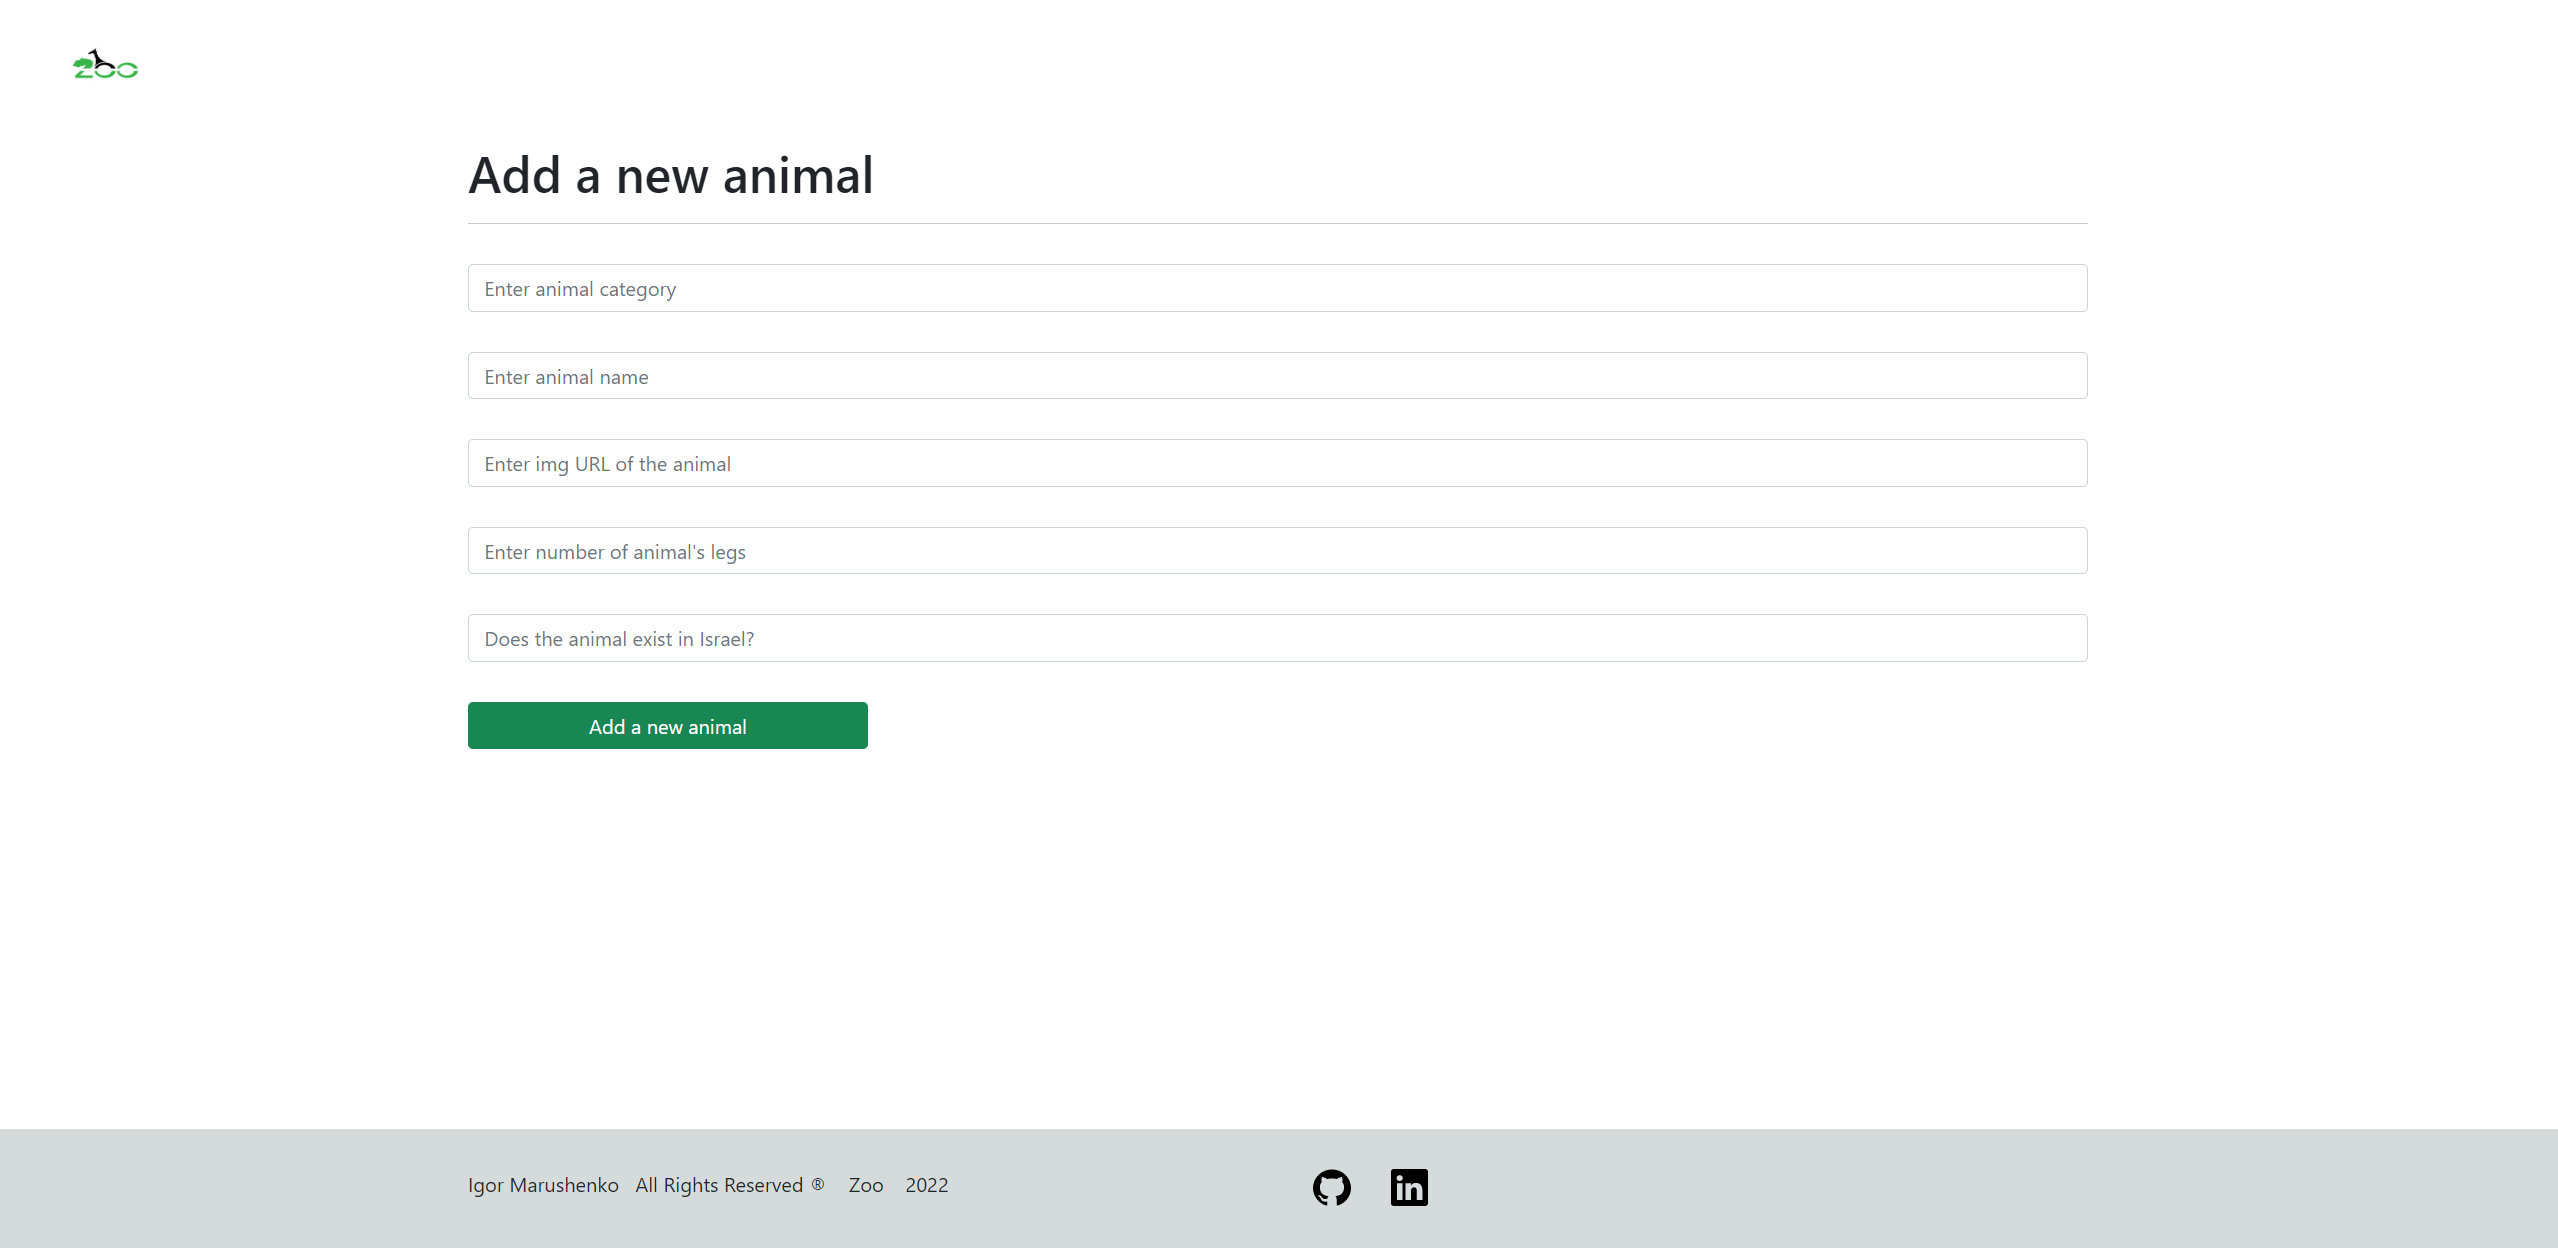 ZOO
Add a new animal
Enter animal category
Enter animal name
Enter img URL of the animal
Enter number of animal's legs
Does the animal exist in Israel?
Add a new animal
Igor Marushenko All Rights Reserved ® Zoo 2022
in